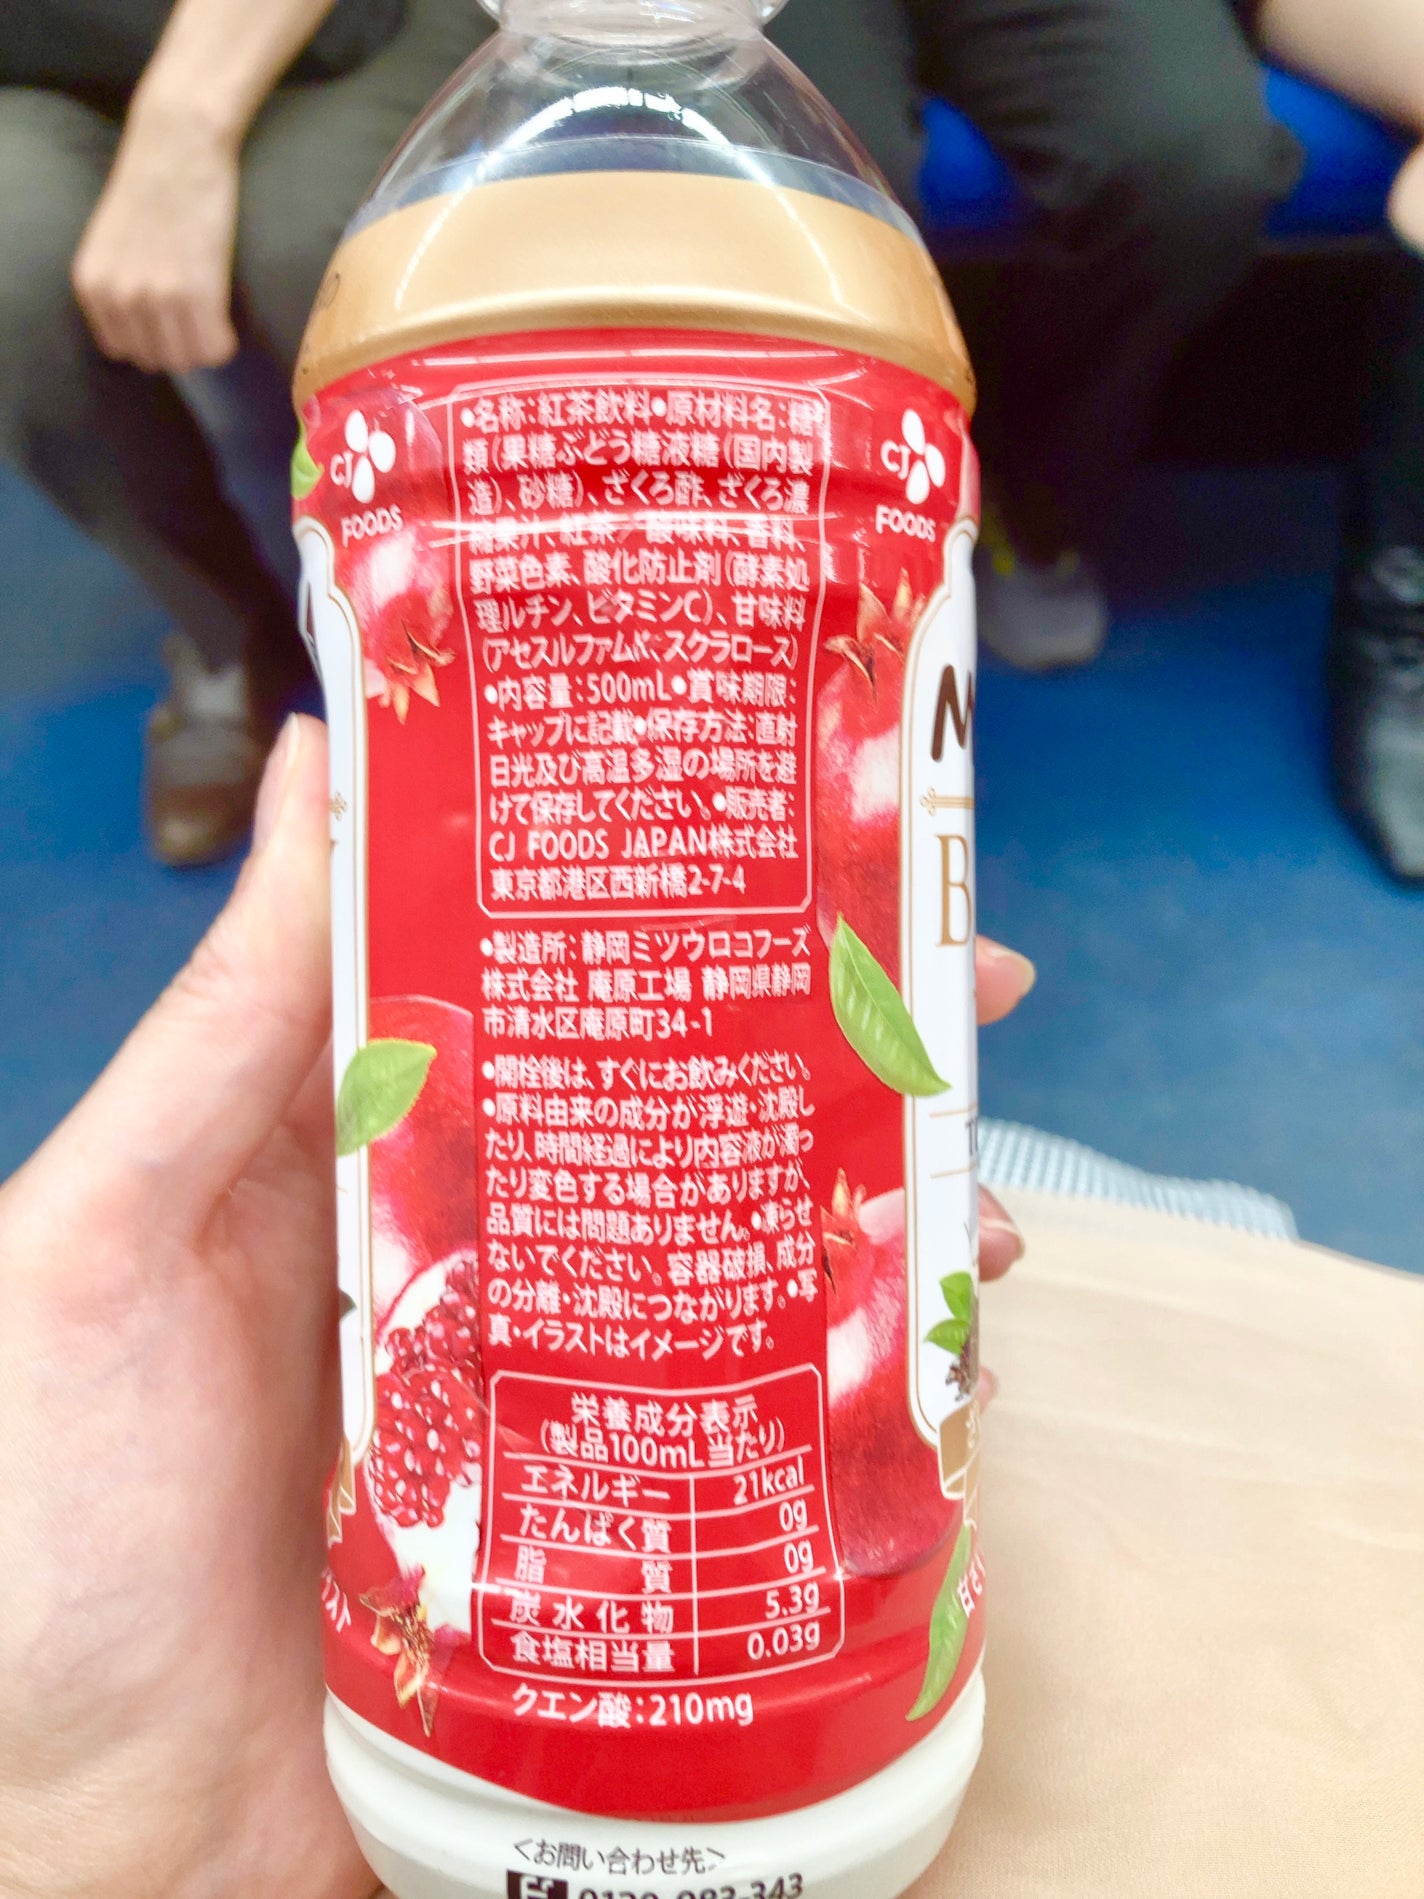 CJ
FOODS
CJ
FOODS
•名称:紅茶飲料•原材料名:糖
類(果糖ぶどう糖液糖(国内製
造)、砂糖)、ざくろ酢、ざくろ濃
縮果汁、紅茶／酸味料、香料、
野菜色素、酸化防止剤(酵素処
理ルチン、ビタミンC)、甘味料
(アセスルファムK、スクラロース)
•内容量:500mL•賞味期限:
キャップに記載•保存方法:直射
日光及び高温多湿の場所を避
けて保存してください。•販売者:
CJ FOODS JAPAN株式会社
東京都港区西新橋2-7-4
•製造所:静岡ミツウロコフーズ
株式会社 庵原工場 静岡県静岡
市清水区庵原町34-1
•開栓後は、すぐにお飲みください。
•原料由来の成分が浮遊・沈殿し
たり、時間経過により内容液が濁っ
たり変色する場合がありますが、
品質には問題ありません。•凍らせ
ないでください。容器破損、成分
の分離・沈殿につながります。•写
真・イラストはイメージです。
栄養成分表示
(製品100mL当たり)
エネルギー 21kcal
たんぱく質 0g
脂 質 0g
炭水化物 5.3g
食塩相当量 0.03g
クエン酸:210mg
<お問い合わせ先>
0120-983-343
B
甘さ